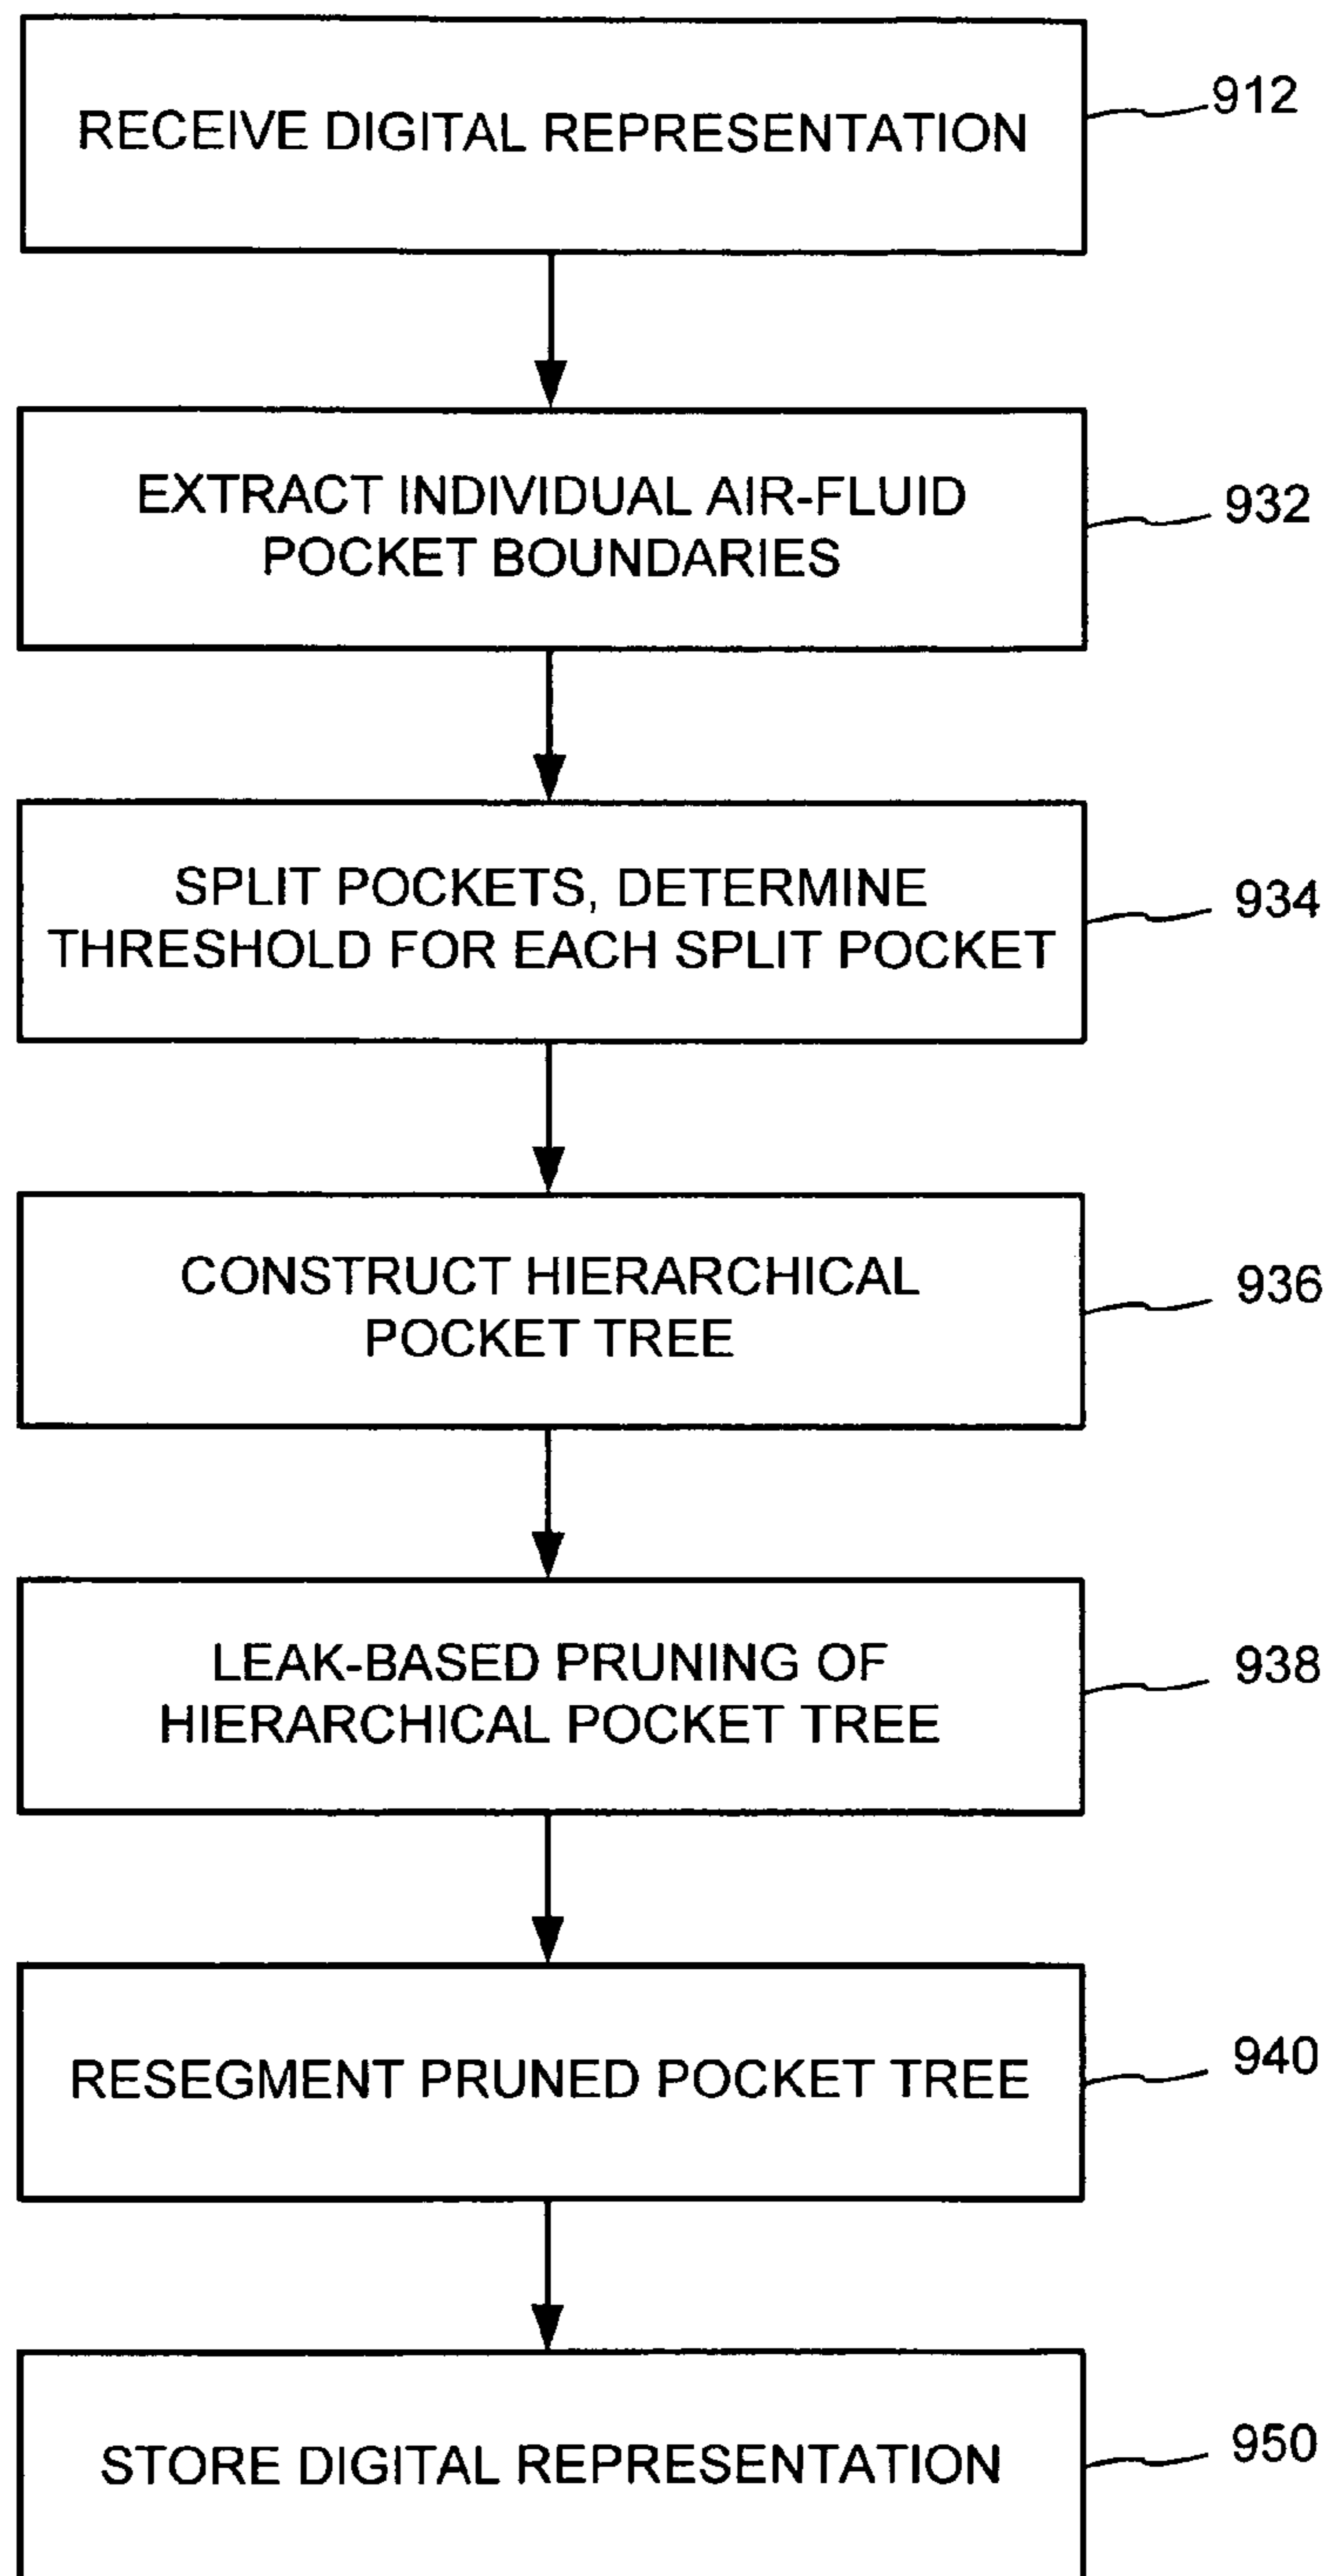 RECEIVE DIGITAL REPRESENTATION
912
EXTRACT INDIVIDUAL AIR-FLUID
POCKET BOUNDARIES
932
SPLIT POCKETS, DETERMINE
THRESHOLD FOR EACH SPLIT POCKET
934
CONSTRUCT HIERARCHICAL
POCKET TREE
936
LEAK-BASED PRUNING OF
HIERARCHICAL POCKET TREE
938
RESEGMENT PRUNED POCKET TREE
940
STORE DIGITAL REPRESENTATION
950